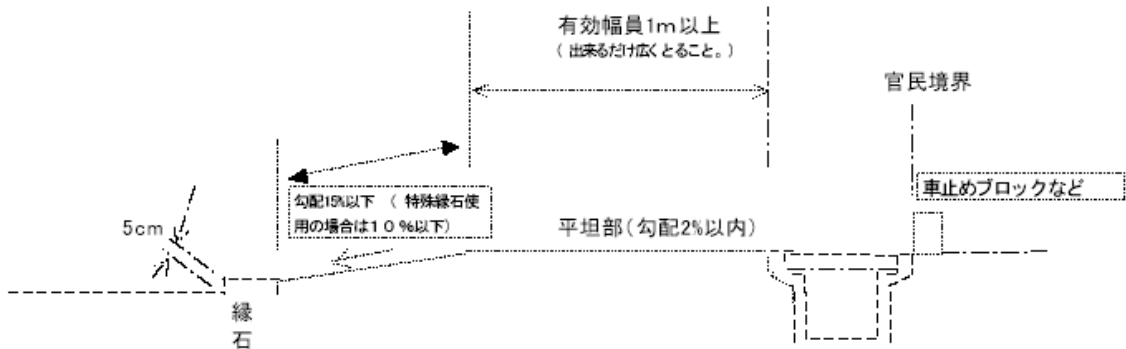 有効幅員1m以上
（ 出来るだけ広くとること。）
官民境界
車止めブロックなど
勾配15%以下 （ 特殊縁石使
用の場合は１０％以下）
平坦部(勾配2%以内)
5cm
縁
石